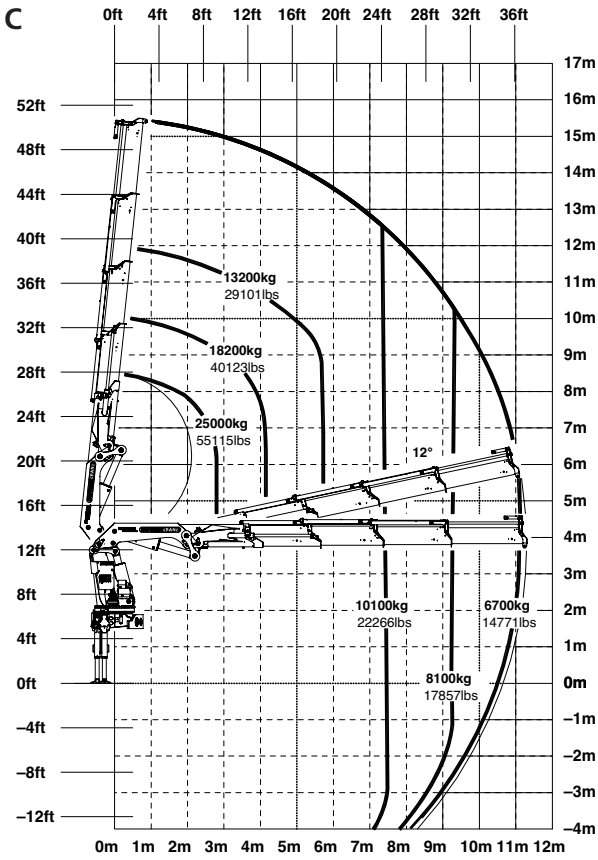 C
0ft 4ft 8ft 12ft 16ft 20ft 24ft 28ft 32ft 36ft
17m
16m
52ft
15m
48ft
14m
44ft
13m
40ft
12m
13200kg
29101lbs
36ft
11m
32ft
10m
18200kg
40123lbs
9m
28ft
8m
25000kg
55115lbs
24ft
7m
12°
20ft
6m
16ft
5m
12ft
4m
3m
8ft
10100kg
22266lbs
6700kg
14771lbs
2m
4ft
1m
8100kg
17857lbs
0ft
0m
–1m
–4ft
–2m
–8ft
–3m
–12ft
–4m
0m 1m 2m 3m 4m 5m 6m 7m 8m 9m 10m 11m 12m